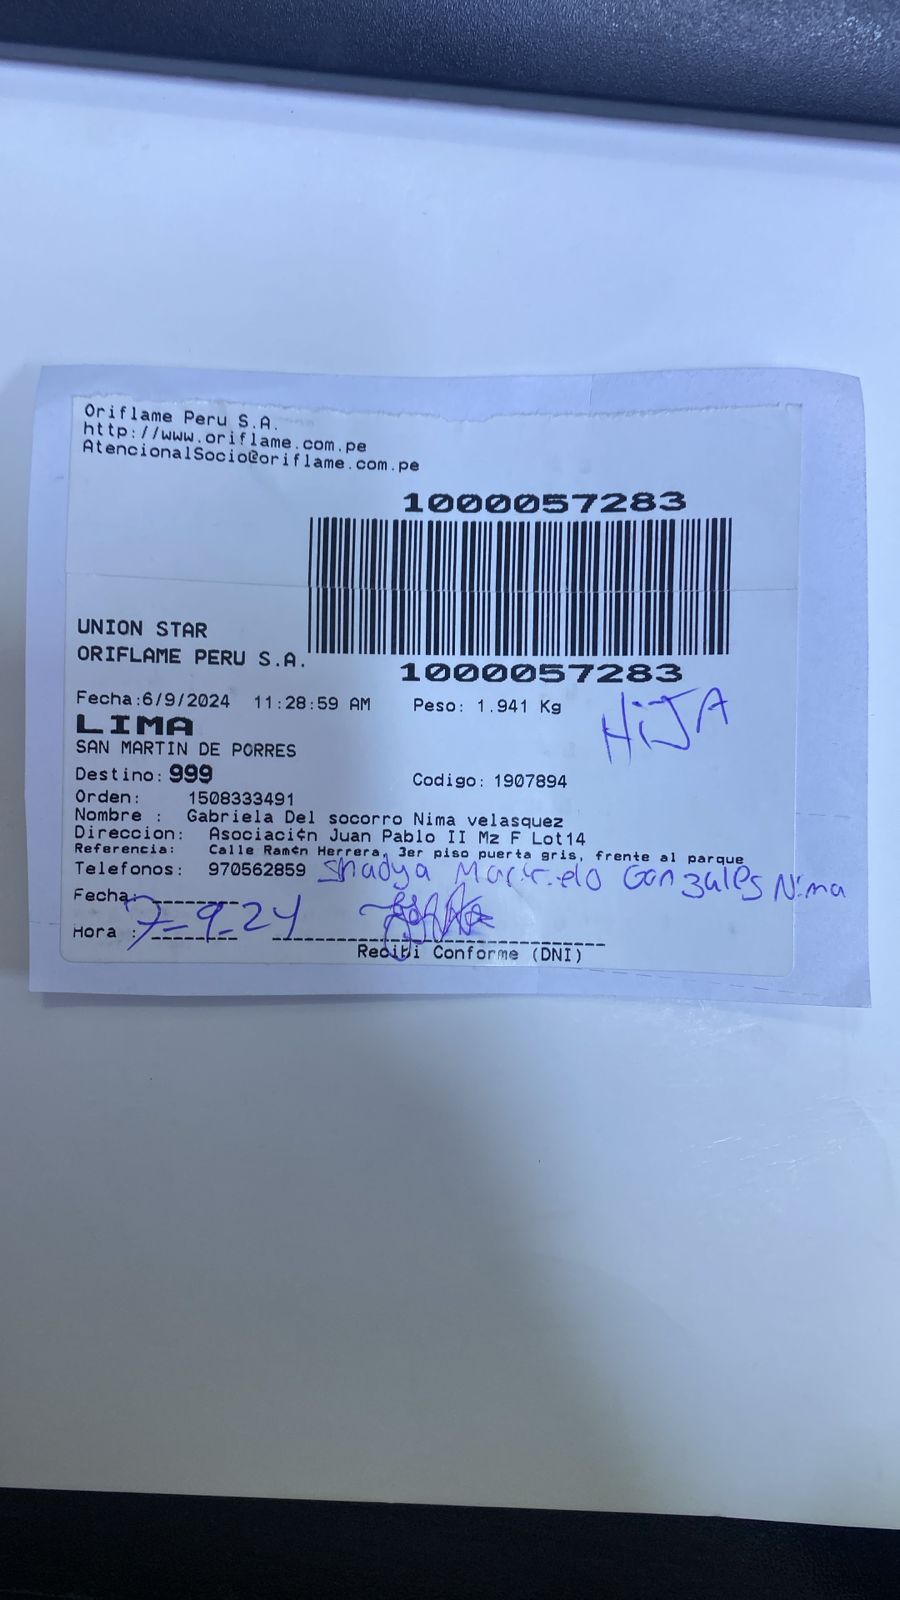 Oriflame Peru S.A.
http://www.oriflame.com.pe
AtencionalSocio@oriflame.com.pe
1000057283
UNION STAR
ORIFLAME PERU S.A.
1000057283
Fecha:6/9/2024 11:28:59 AM Peso: 1.941 Kg
HiJA
LIMA
SAN MARTIN DE PORRES
Destino: 999 Codigo: 1907894
Orden: 1508333491
Nombre : Gabriela Del socorro Nima velasquez
Direccion: Asociaci¢n Juan Pablo II Mz F Lot14
Referencia: Calle Ram¢n Herrera, 3er piso puerta gris, frente al parque
Telefonos: 970562859 Shadya Gonzales Nima
Fecha:
Hora : 7-9-24
Recibi Conforme (DNI)